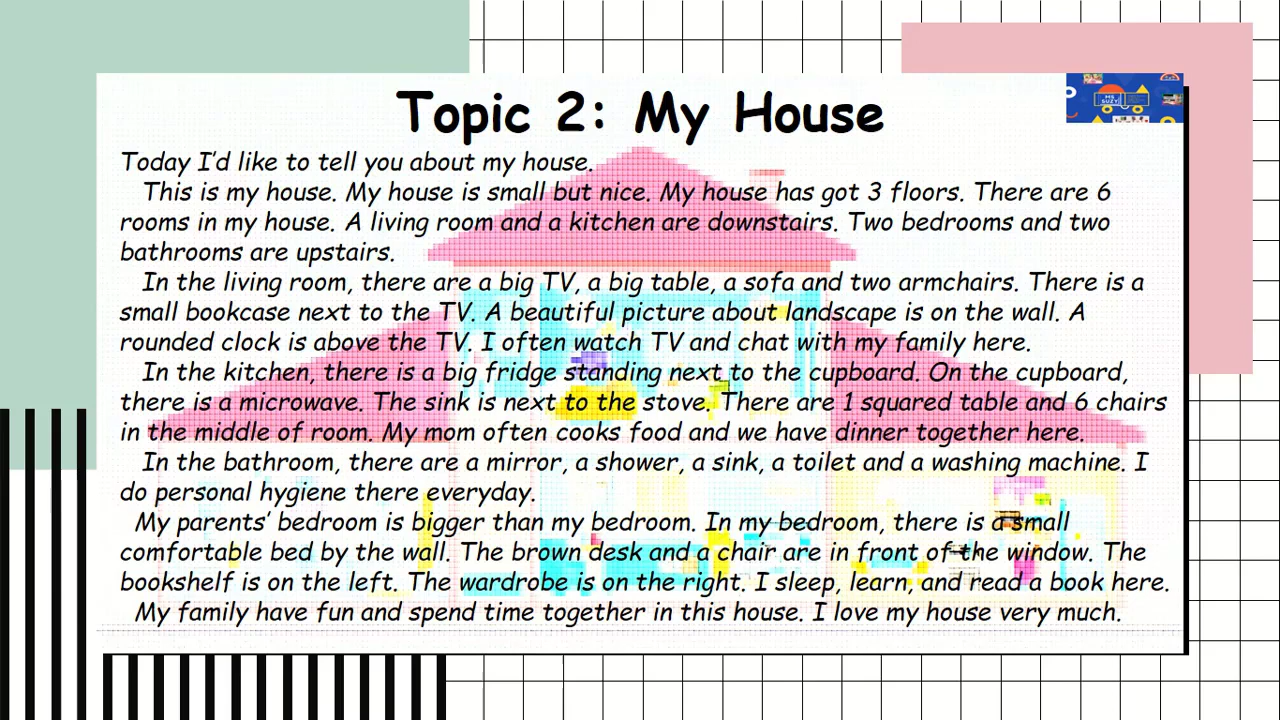 Topic 2: My House
MS
SUZY
Today I'd like to tell you about my house.
This is my house. My house is small but nice. My house has got 3 floors. There are 6
rooms in my house. A living room and a kitchen are downstairs. Two bedrooms and two
bathrooms are upstairs.
In the living room, there are a big TV, a big table, a sofa and two armchairs. There is a
small bookcase next to the TV. A beautiful picture about landscape is on the wall. A
rounded clock is above the TV. I often watch TV and chat with my family here.
In the kitchen, there is a big fridge standing next to the cupboard. On the cupboard,
there is a microwave. The sink is next to the stove. There are 1 squared table and 6 chairs
in the middle of room. My mom often cooks food and we have dinner together here.
In the bathroom, there are a mirror, a shower, a sink, a toilet and a washing machine. I
do personal hygiene there everyday.
My parents' bedroom is bigger than my bedroom. In my bedroom, there is a small
comfortable bed by the wall. The brown desk and a chair are in front of the window. The
bookshelf is on the left. The wardrobe is on the right. I sleep, learn, and read a book here.
My family have fun and spend time together in this house. I love my house very much.